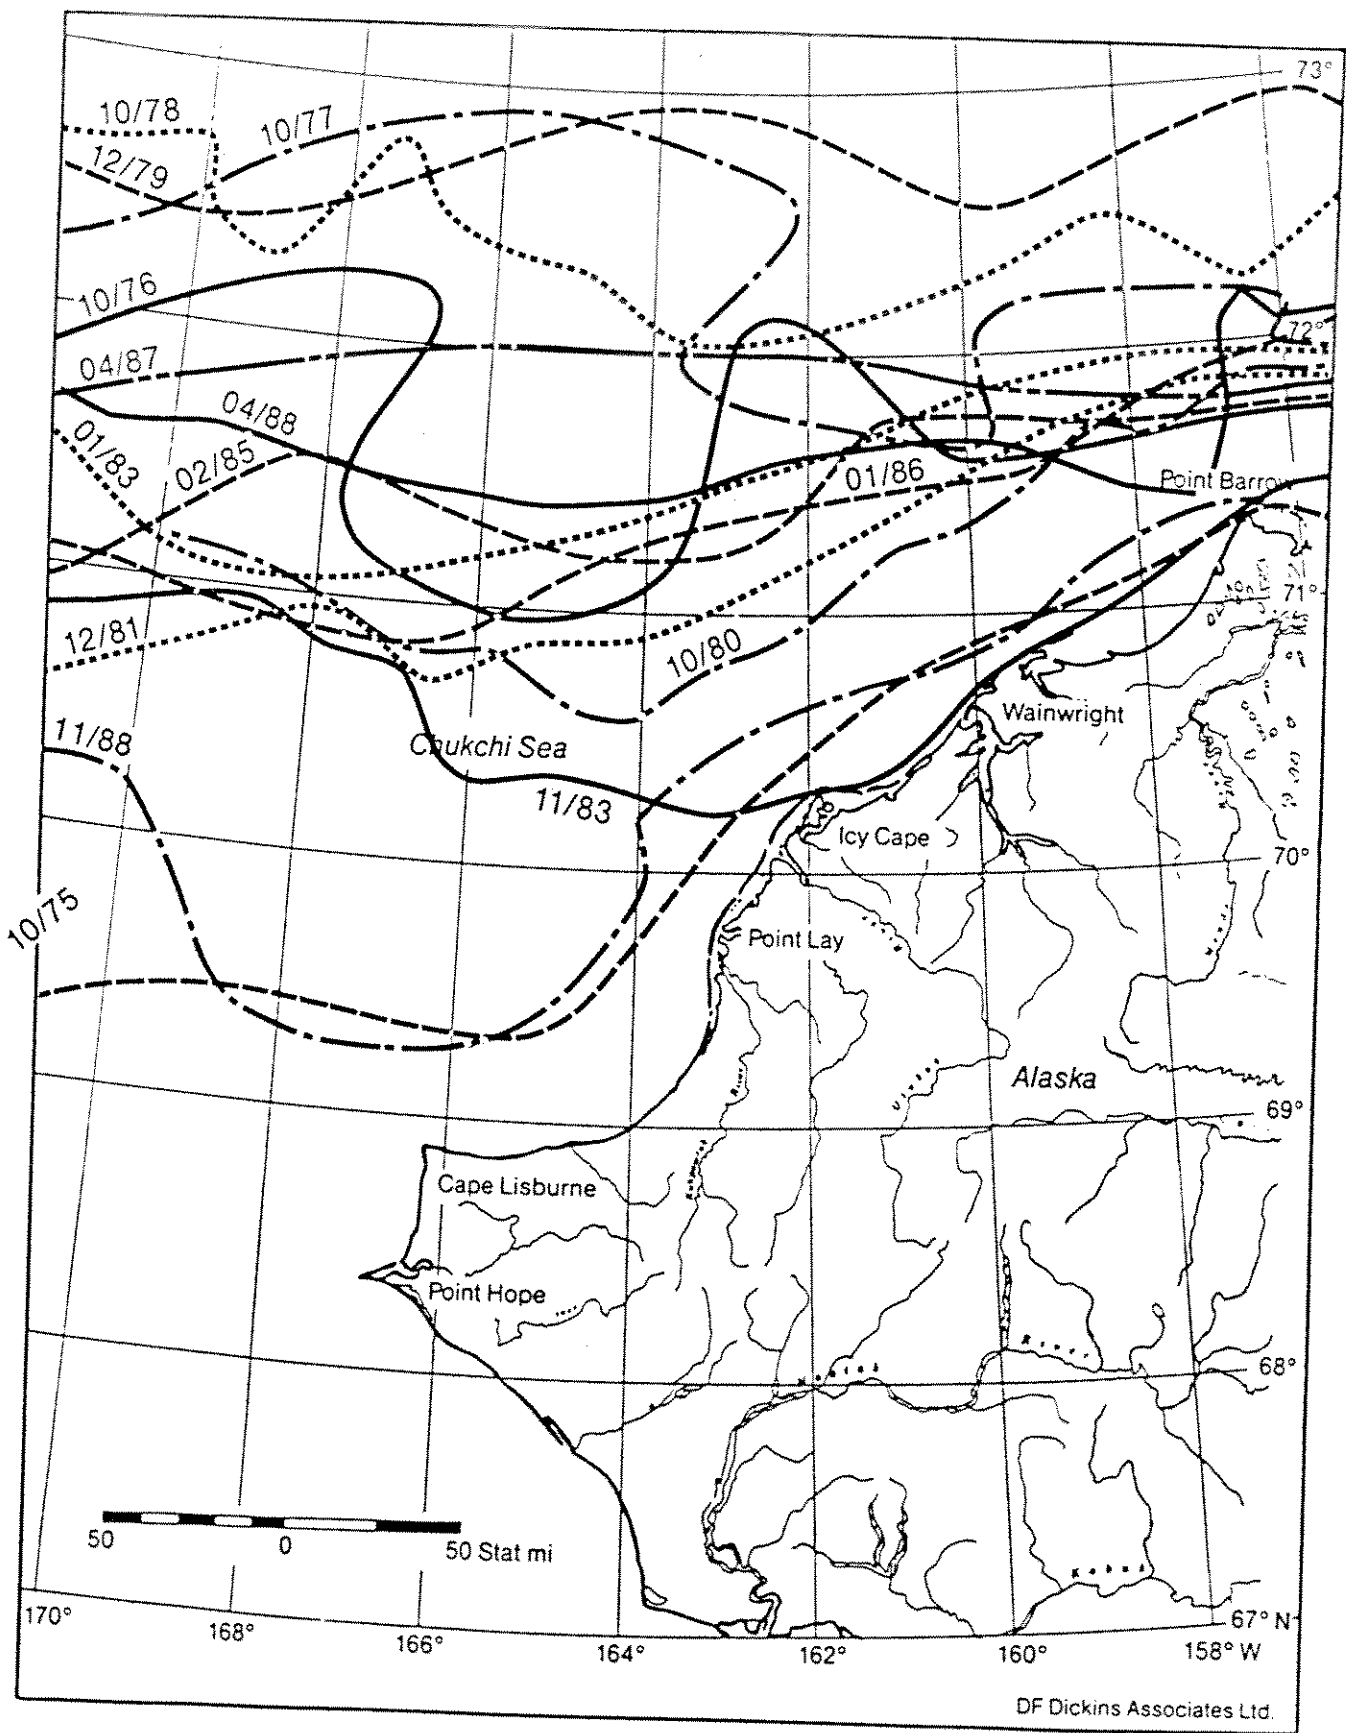 73°
10/78
10/77
12/79
10/76
72°
04/87
04/88
01/83
02/85
01/86
Point Barrow
71°
12/81
10/80
Wainwright
11/88
Chukchi Sea
11/83
Icy Cape
70°
10/75
Point Lay
Alaska
69°
Cape Lisburne
Point Hope
68°
50
0
50 Stat mi
67° N
170°
168°
166°
164°
162°
160°
158° W
DF Dickins Associates Ltd.